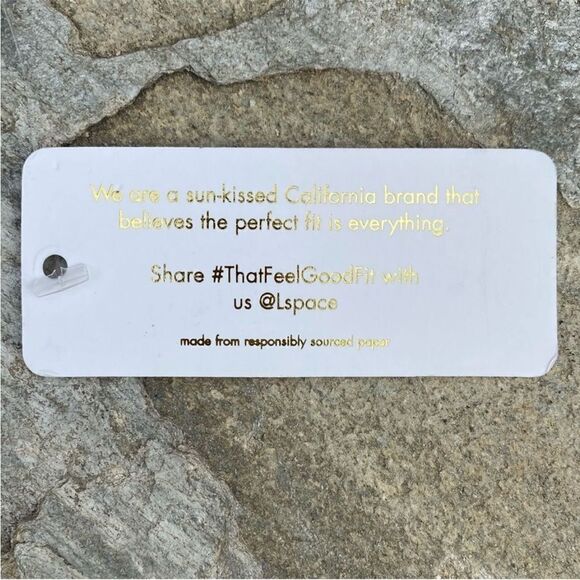 We are a sun-kissed California brand that
believes the perfect fit is everything.
Share #ThatFeelGoodFit with
us @Lspace
made from responsibly sourced paper